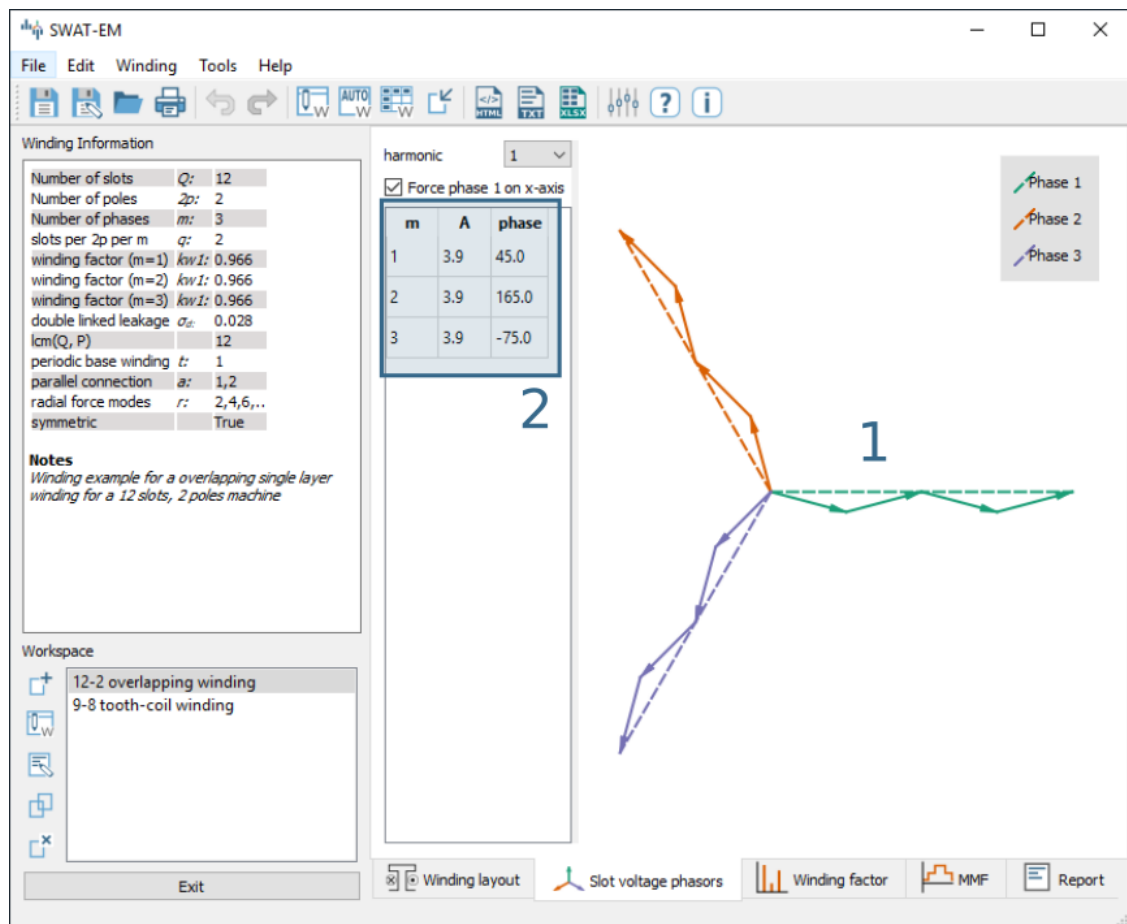 SWAT-EM
File Edit Winding Tools Help
W AUTO W W </> HTML TXT XLSX ? i
Winding Information
Number of slots Q: 12
Number of poles 2p: 2
Number of phases m: 3
slots per 2p per m q: 2
winding factor (m=1) kw1: 0.966
winding factor (m=2) kw1: 0.966
winding factor (m=3) kw1: 0.966
double linked leakage σd: 0.028
lcm(Q, P) 12
periodic base winding t: 1
parallel connection a: 1,2
radial force modes r: 2,4,6,..
symmetric True
Notes
Winding example for a overlapping single layer
winding for a 12 slots, 2 poles machine
Workspace
12-2 overlapping winding
9-8 tooth-coil winding
W
Exit
harmonic 1
Force phase 1 on x-axis
m A phase
1 3.9 45.0
2 3.9 165.0
3 3.9 -75.0
2
1
Phase 1
Phase 2
Phase 3
Winding layout Slot voltage phasors Winding factor MMF Report